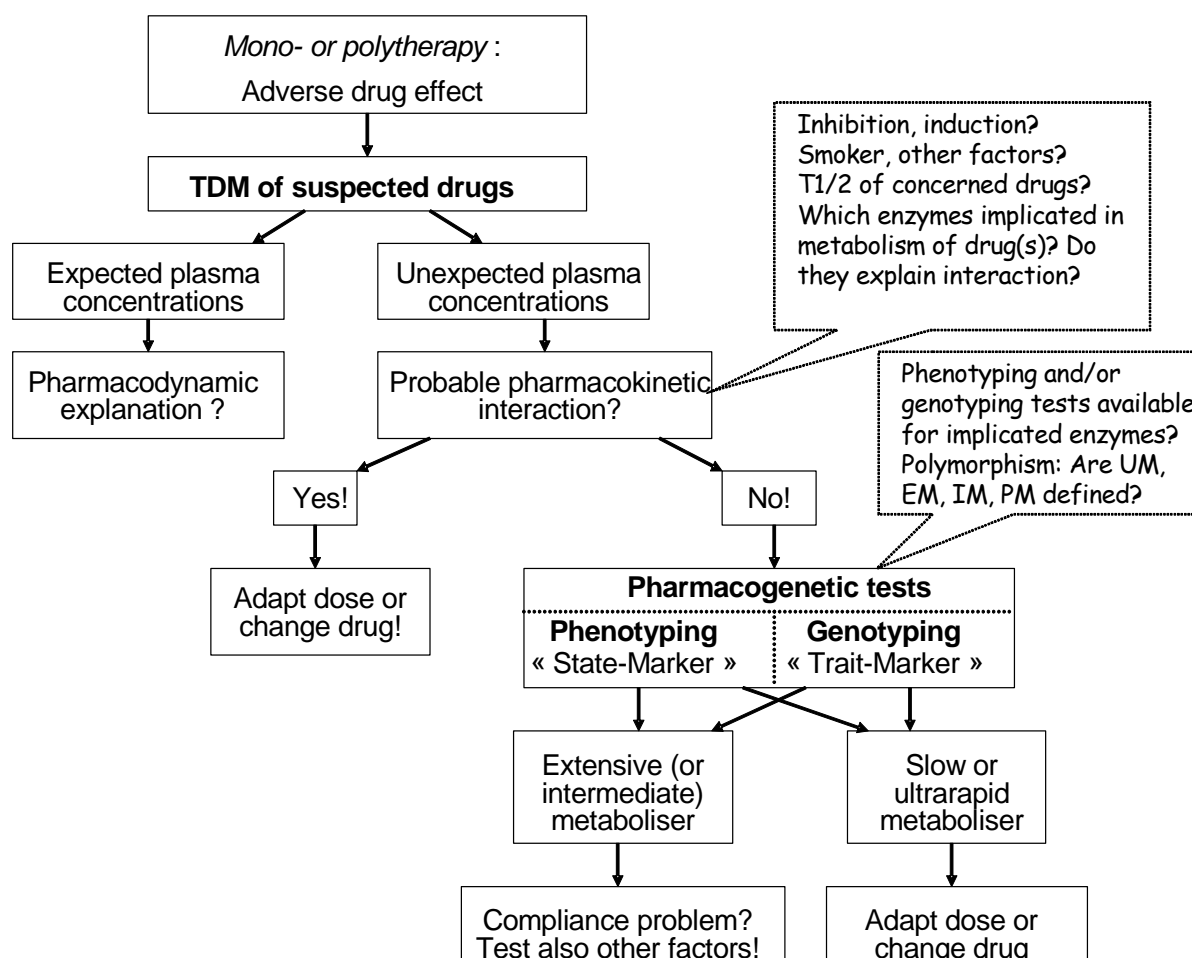 Mono- or polytherapy :
Adverse drug effect
TDM of suspected drugs
Expected plasma
concentrations
Unexpected plasma
concentrations
Inhibition, induction?
Smoker, other factors?
T1/2 of concerned drugs?
Which enzymes implicated in
metabolism of drug(s)? Do
they explain interaction?
Pharmacodynamic
explanation ?
Probable pharmacokinetic
interaction?
Phenotyping and/or
genotyping tests available
for implicated enzymes?
Polymorphism: Are UM,
EM, IM, PM defined?
Yes!
No!
Adapt dose or
change drug!
Pharmacogenetic tests
Phenotyping
« State-Marker »
Genotyping
« Trait-Marker »
Extensive (or
intermediate)
metaboliser
Slow or
ultrarapid
metaboliser
Compliance problem?
Test also other factors!
Adapt dose or
change drug